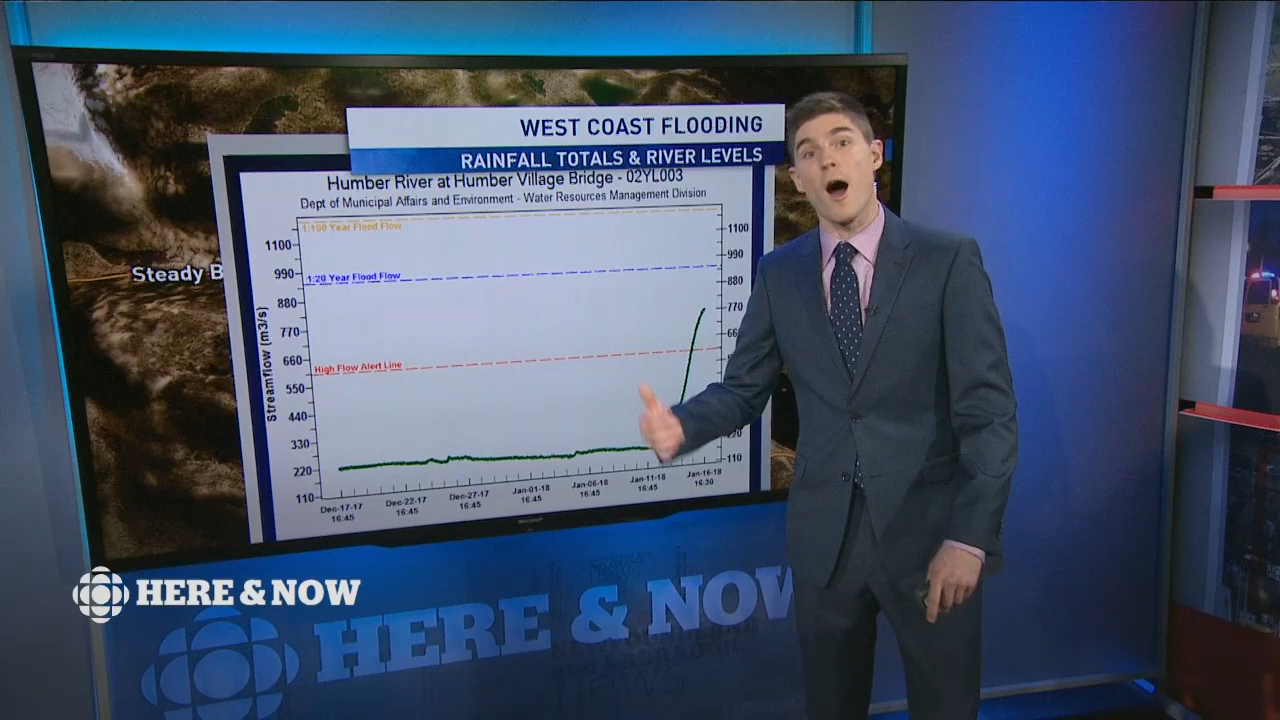 WEST COAST FLOODING
RAINFALL TOTALS & RIVER LEVELS
Humber River at Humber Village Bridge - 02YL003
Dept of Municipal Affairs and Environment - Water Resources Management Division
1:100 Year Flood Flow
1100
1100
990
1:20 Year Flood Flow
990
880
880
770
770
High Flow Alert Line
660
550
440
330
220
220
110
110
Streamflow (m3/s)
Steady B
Dec-17-17 16:45
Dec-22-17 16:45
Dec-27-17 16:45
Jan-01-18 16:45
Jan-06-18 16:45
Jan-11-18 16:45
Jan-16-18 16:30
HERE & NOW
HERE & NOW